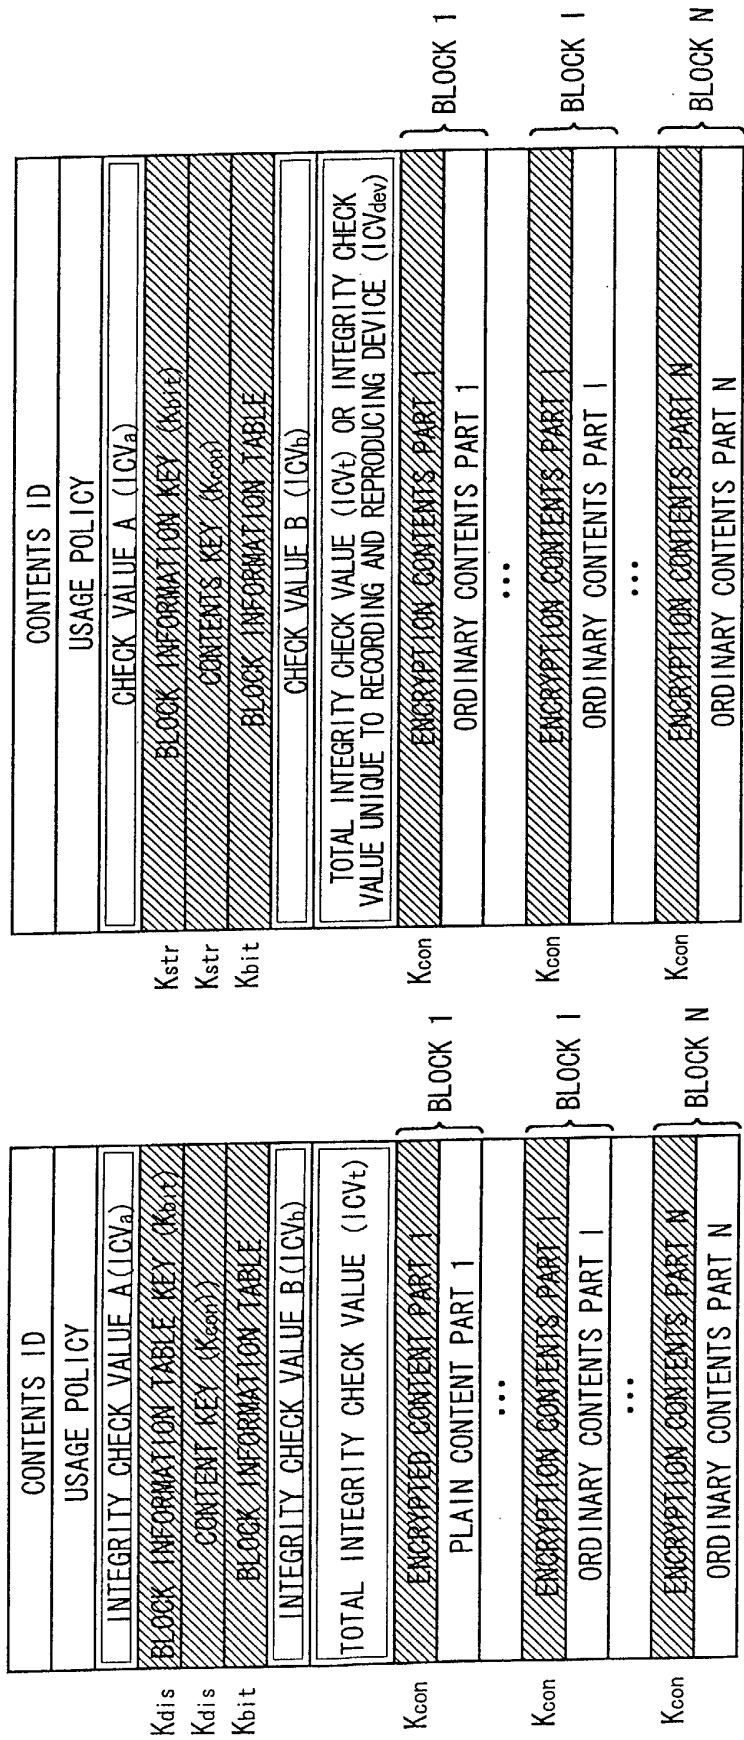 CONTENTS ID
USAGE POLICY
INTEGRITY CHECK VALUE A(ICVa)
Kdis
BLOCK INFORMATION TABLE KEY (Kbit)
Kdis
CONTENT KEY (Kcon))
Kbit
BLOCK INFORMATION TABLE
INTEGRITY CHECK VALUE B(ICVb)
TOTAL INTEGRITY CHECK VALUE (ICVt)
Kcon
ENCRYPTED CONTENT PART 1
PLAIN CONTENT PART 1
BLOCK 1
...
Kcon
ENCRYPTION CONTENTS PART I
ORDINARY CONTENTS PART I
BLOCK I
...
Kcon
ENCRYPTION CONTENTS PART N
ORDINARY CONTENTS PART N
BLOCK N
CONTENTS ID
USAGE POLICY
CHECK VALUE A (ICVa)
Kstr
BLOCK INFORMATION KEY (Kbit)
Kstr
CONTENTS KEY (Kcon)
Kbit
BLOCK INFORMATION TABLE
CHECK VALUE B (ICVb)
TOTAL INTEGRITY CHECK VALUE (ICVt) OR INTEGRITY CHECK
VALUE UNIQUE TO RECORDING AND REPRODUCING DEVICE (ICVdev)
Kcon
ENCRYPTION CONTENTS PART 1
ORDINARY CONTENTS PART 1
BLOCK 1
...
Kcon
ENCRYPTION CONTENTS PART I
ORDINARY CONTENTS PART I
BLOCK I
...
Kcon
ENCRYPTION CONTENTS PART N
ORDINARY CONTENTS PART N
BLOCK N